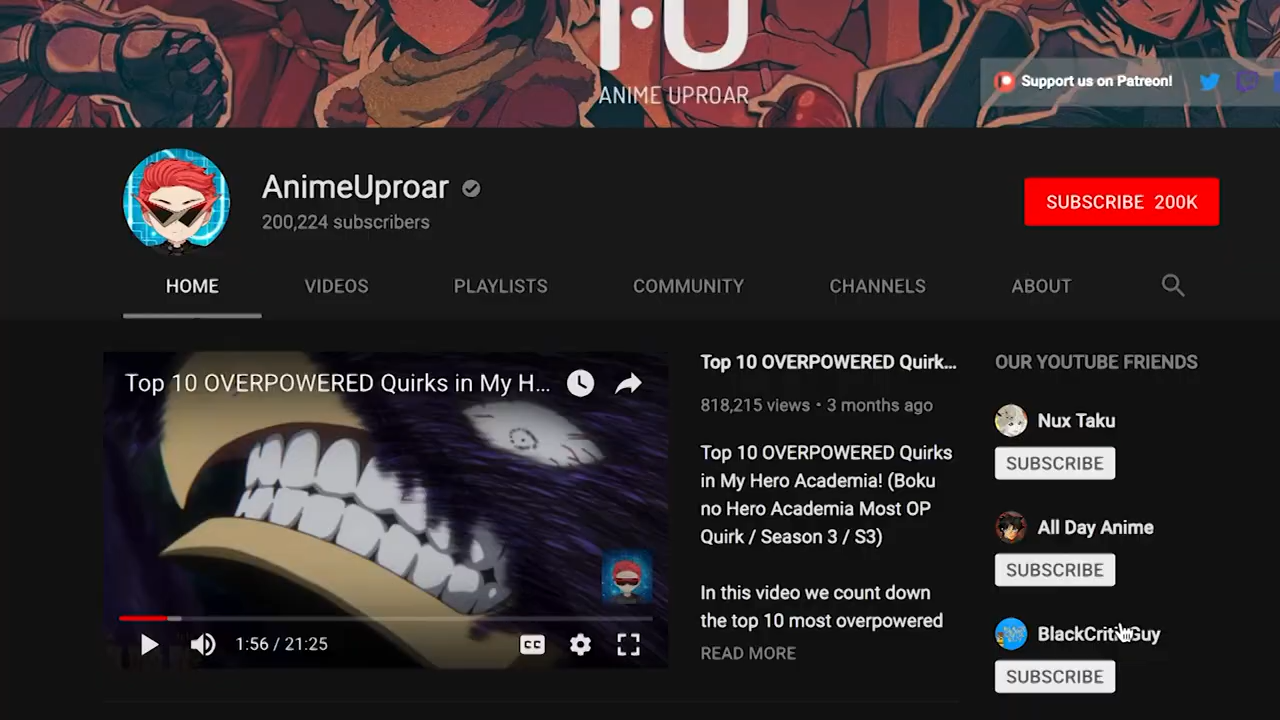 ANIME UPROAR
Support us on Patreon!
AnimeUproar
200,224 subscribers
SUBSCRIBE 200K
HOME
VIDEOS
PLAYLISTS
COMMUNITY
CHANNELS
ABOUT
Top 10 OVERPOWERED Quirks in My H...
1:56 / 21:25
CC
Top 10 OVERPOWERED Quirk...
818,215 views • 3 months ago
Top 10 OVERPOWERED Quirks
in My Hero Academia! (Boku
no Hero Academia Most OP
Quirk / Season 3 / S3)
In this video we count down
the top 10 most overpowered
READ MORE
OUR YOUTUBE FRIENDS
Nux Taku
SUBSCRIBE
All Day Anime
SUBSCRIBE
SUBSCRIBE